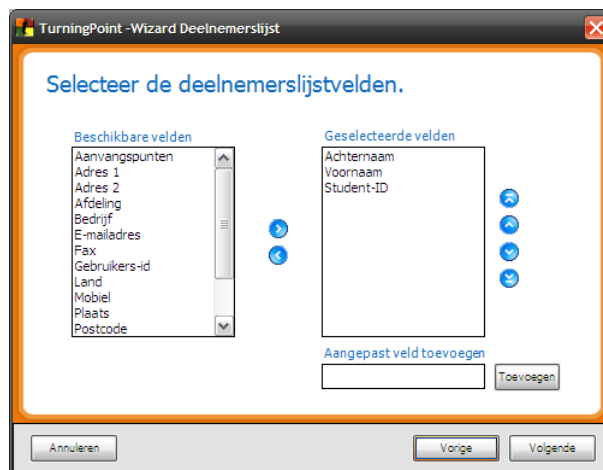 TurningPoint -Wizard Deelnemerslijst
Selecteer de deelnemerslijstvelden.
Beschikbare velden
Aanvangspunten
Adres 1
Adres 2
Afdeling
Bedrijf
E-mailadres
Fax
Gebruikers-id
Land
Mobiel
Plaats
Postcode
Geselecteerde velden
Achternaam
Voornaam
Student-ID
Aangepast veld toevoegen
Toevoegen
Annuleren
Vorige
Volgende